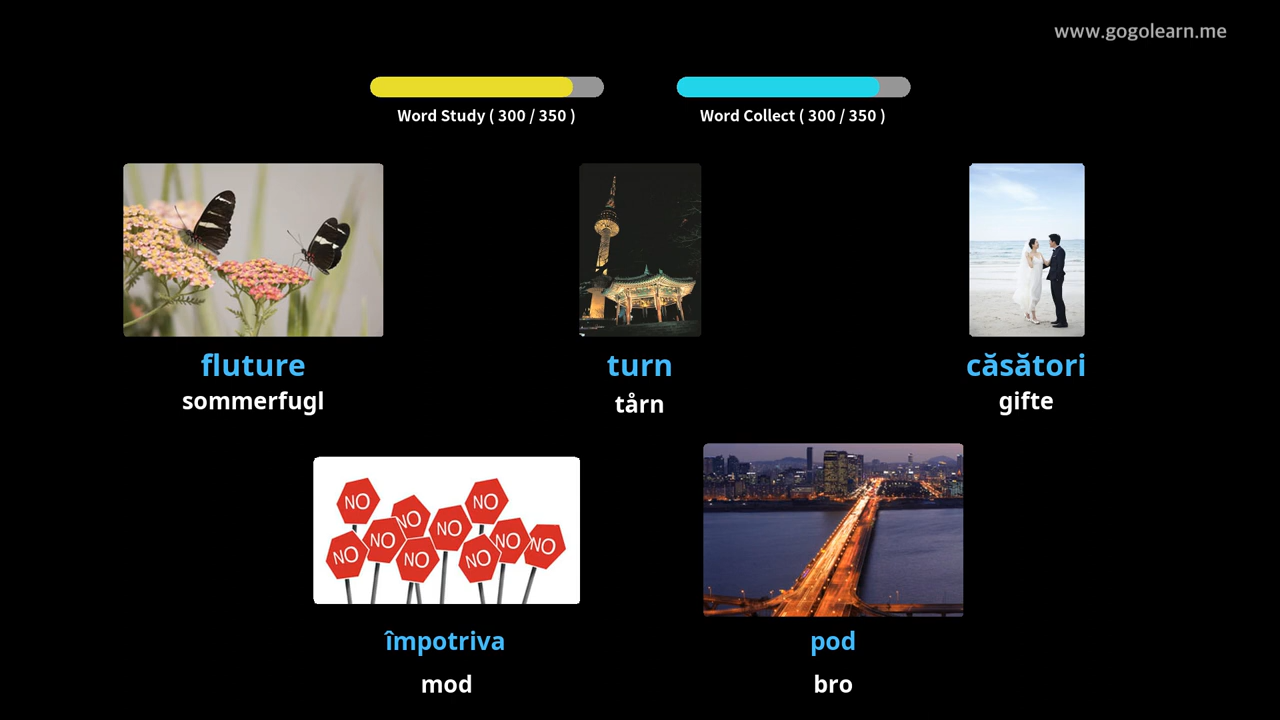 www.gogolearn.me
Word Study ( 300 / 350 )
Word Collect ( 300 / 350 )
fluture
sommerfugl
turn
tårn
căsători
gifte
NO
NO
NO
NO
NO
NO
NO
NO
NO
NO
împotriva
mod
pod
bro